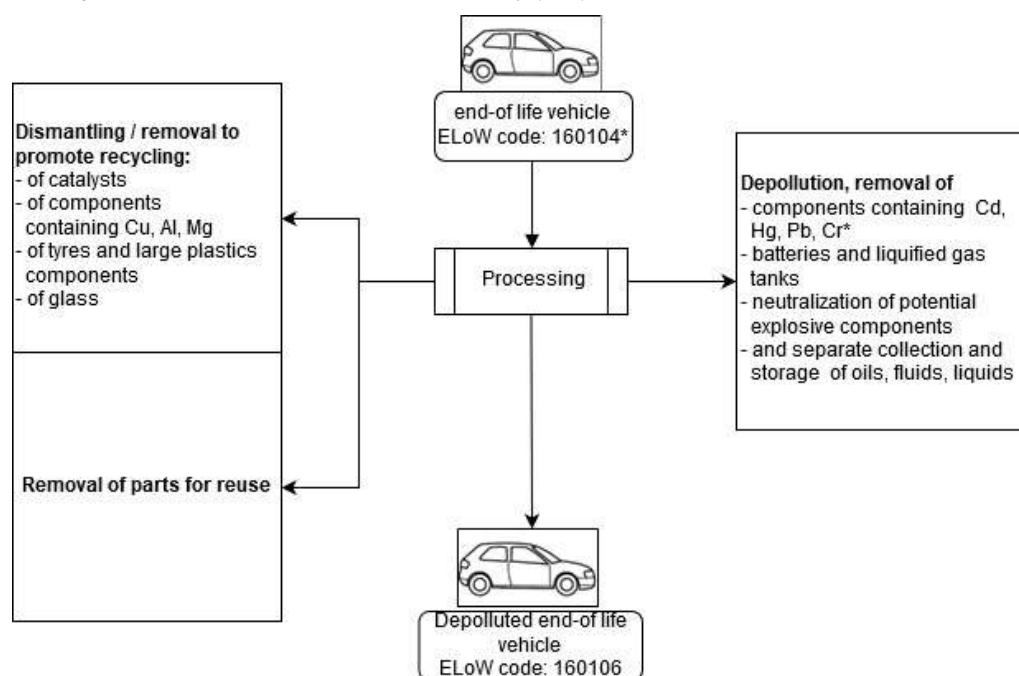 end-of life vehicle
ELoW code: 160104*
Dismantling / removal to
promote recycling:
- of catalysts
- of components
containing Cu, Al, Mg
- of tyres and large plastics
components
- of glass
Removal of parts for reuse
Processing
Depollution, removal of
- components containing Cd,
Hg, Pb, Cr*
- batteries and liquified gas
tanks
- neutralization of potential
explosive components
- and separate collection and
storage of oils, fluids, liquids
Depolluted end-of life
vehicle
ELoW code: 160106